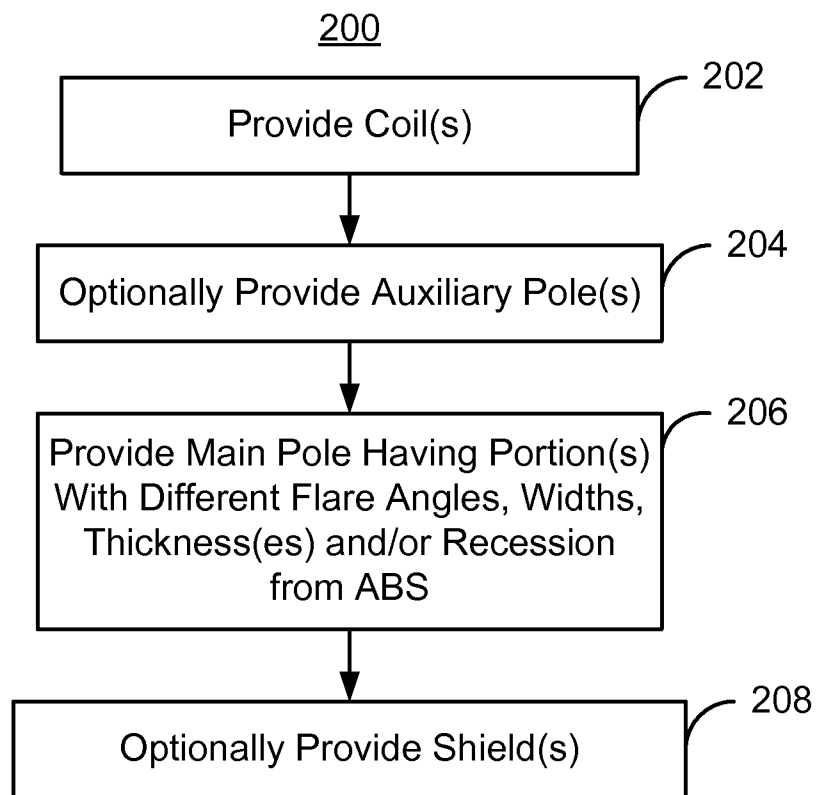 200
202
Provide Coil(s)
204
Optionally Provide Auxiliary Pole(s)
206
Provide Main Pole Having Portion(s)
With Different Flare Angles, Widths,
Thickness(es) and/or Recession
from ABS
208
Optionally Provide Shield(s)